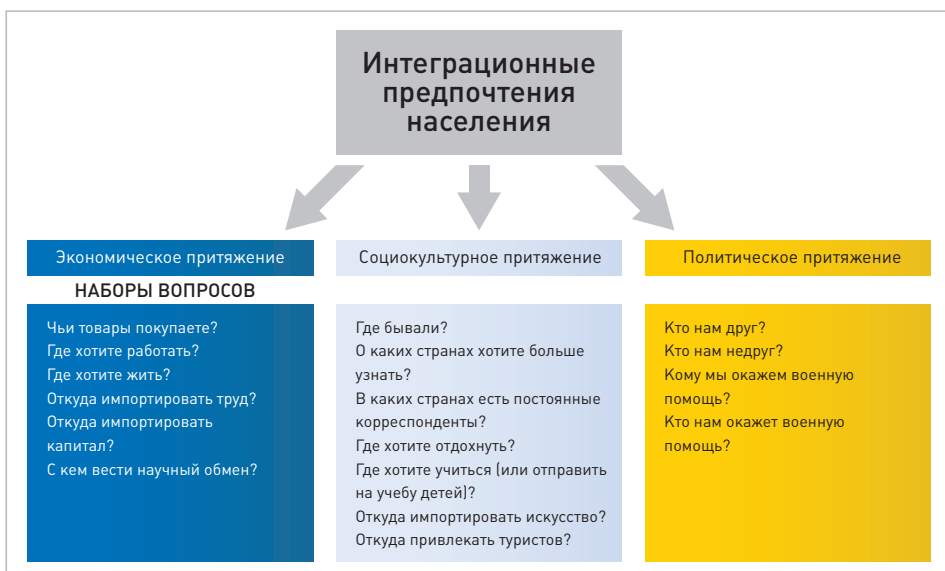 Интеграционные
предпочтения
населения
Экономическое притяжение
Социокультурное притяжение
Политическое притяжение
НАБОРЫ ВОПРОСОВ
Чьи товары покупаете?
Где хотите работать?
Где хотите жить?
Откуда импортировать труд?
Откуда импортировать
капитал?
С кем вести научный обмен?
Где бывали?
О каких странах хотите больше
узнать?
В каких странах есть постоянные
корреспонденты?
Где хотите отдохнуть?
Где хотите учиться (или отправить
на учебу детей)?
Откуда импортировать искусство?
Откуда привлекать туристов?
Кто нам друг?
Кто нам недруг?
Кому мы окажем военную
помощь?
Кто нам окажет военную
помощь?